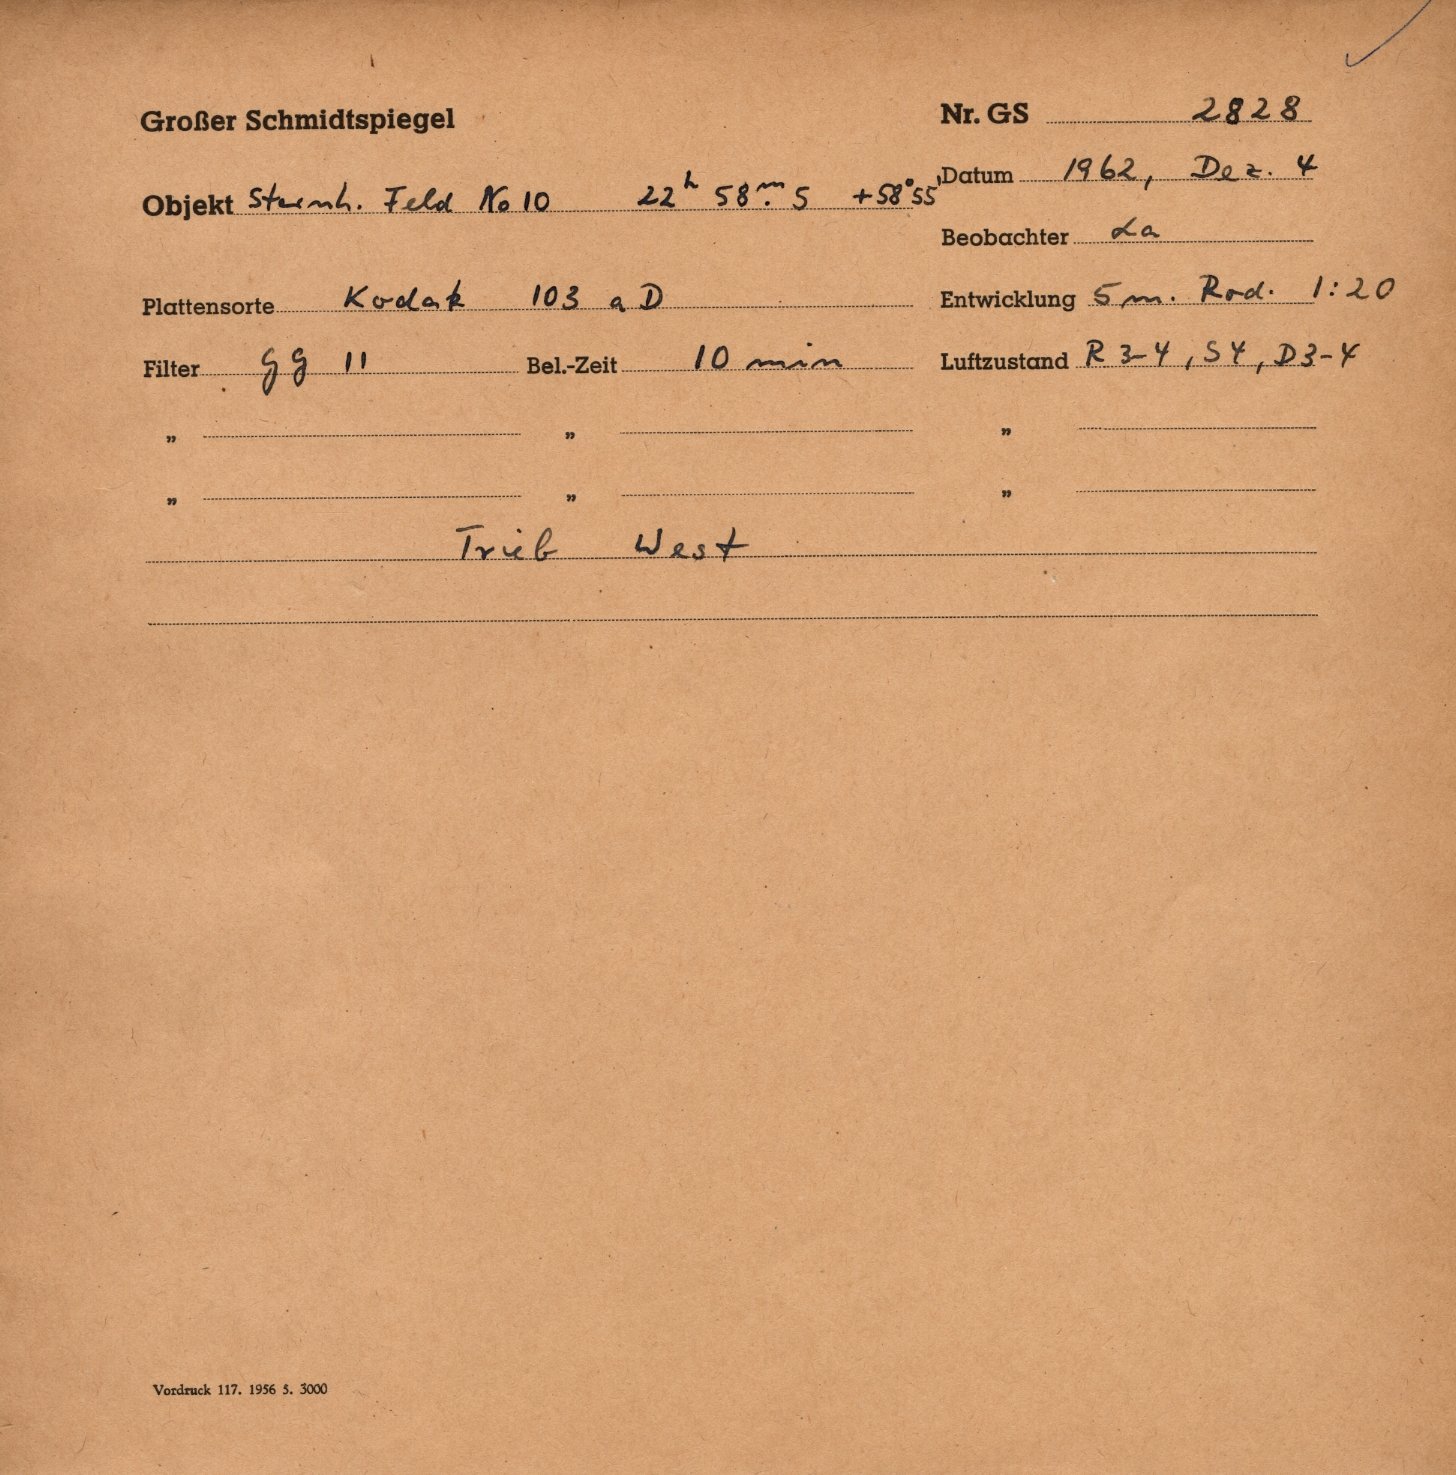 Großer Schmidtspiegel
Nr. GS 2828
Objekt Sternh. Feld No 10 22ʰ 58ᵐ.5 +58°55'
Datum 1962, Dez. 4
Beobachter La
Plattensorte Kodak 103 a D
Entwicklung 5 m. Rod. 1:20
Filter GG 11 Bel.-Zeit 10 min
Luftzustand R 3-4, S 4, D 3-4
„ „ „
„ „ „
Trieb West
Vordruck 117. 1956 5. 3000